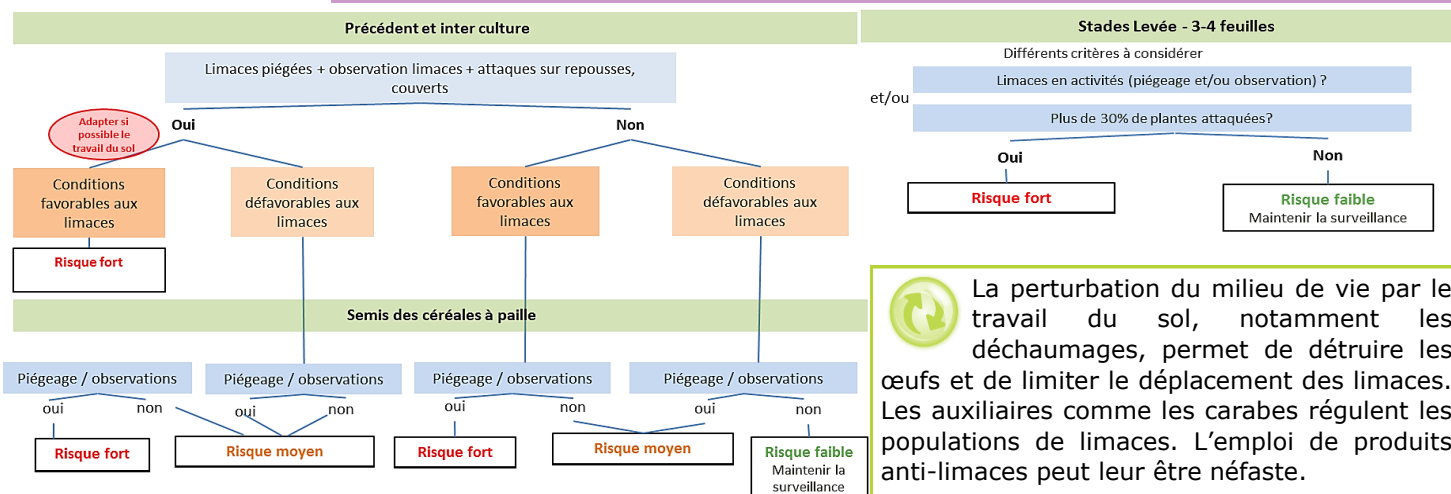 Précédent et inter culture
Limaces piégées + observation limaces + attaques sur repousses,
couverts
Adapter si
possible le
travail du sol
Oui
Non
Conditions
favorables aux
limaces
Conditions
défavorables aux
limaces
Conditions
favorables aux
limaces
Conditions
défavorables aux
limaces
Risque fort
Semis des céréales à paille
Piégeage / observations
Piégeage / observations
Piégeage / observations
Piégeage / observations
oui
non
oui
non
oui
non
oui
non
Risque fort
Risque moyen
Risque fort
Risque moyen
Risque faible
Maintenir la
surveillance
Stades Levée - 3-4 feuilles
Différents critères à considérer
Limaces en activités (piégeage et/ou observation) ?
et/ou
Plus de 30% de plantes attaquées?
Oui
Non
Risque fort
Risque faible
Maintenir la surveillance
La perturbation du milieu de vie par le
travail du sol, notamment les
déchaumages, permet de détruire les
œufs et de limiter le déplacement des limaces.
Les auxiliaires comme les carabes régulent les
populations de limaces. L’emploi de produits
anti-limaces peut leur être néfaste.